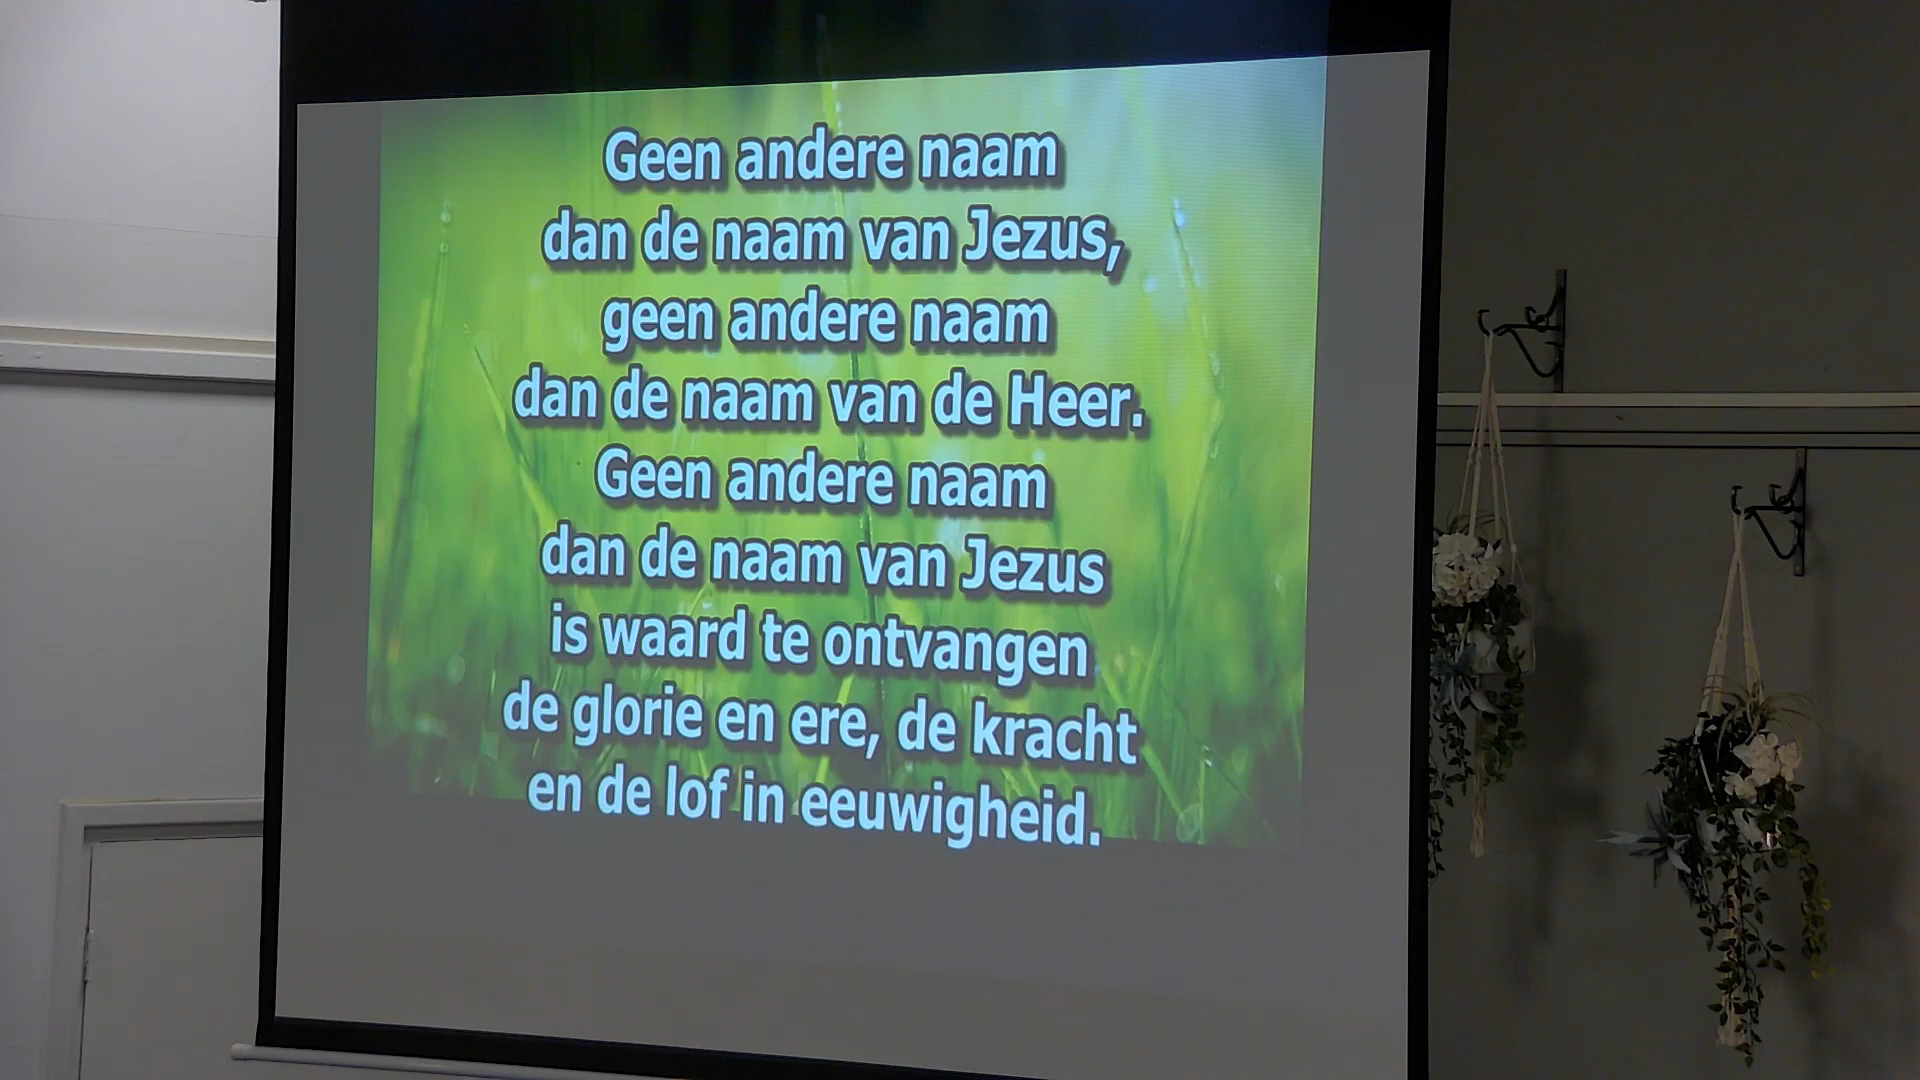 Geen andere naam
dan de naam van Jezus,
geen andere naam
dan de naam van de Heer.
Geen andere naam
dan de naam van Jezus
is waard te ontvangen
de glorie en ere, de kracht
en de lof in eeuwigheid.